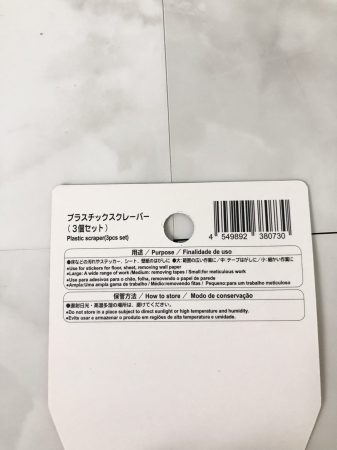 プラスチックスクレーパー
(3個セット)
Plastic scraper(3pcs set)
4 549892 380730
用途 / Purpose / Finalidade de uso
●床などの汚れやステッカー、シート、壁紙のはがしに ●大:範囲の広い作業に/中:テープはがしに/小:細かい作業に
●Use for stickers for floor, sheet, removing wall paper
●Large: A wide range of work /Medium: removing tapes / Small:for meticulous work
●Use para adesivos para o chão, folha, removendo o papel de parede
●Ampla:Uma ampla gama de trabalho / Médio:removendo fitas / Pequeno:para um trabalho meticuloso
保管方法 / How to store / Modo de conservação
●直射日光・高温多湿の場所は、避けてください。
●Do not store in a place subject to direct sunlight or high temperature and humidity.
●Evite usar e armazenar o produto em regiões de alta temperatura e umidade.